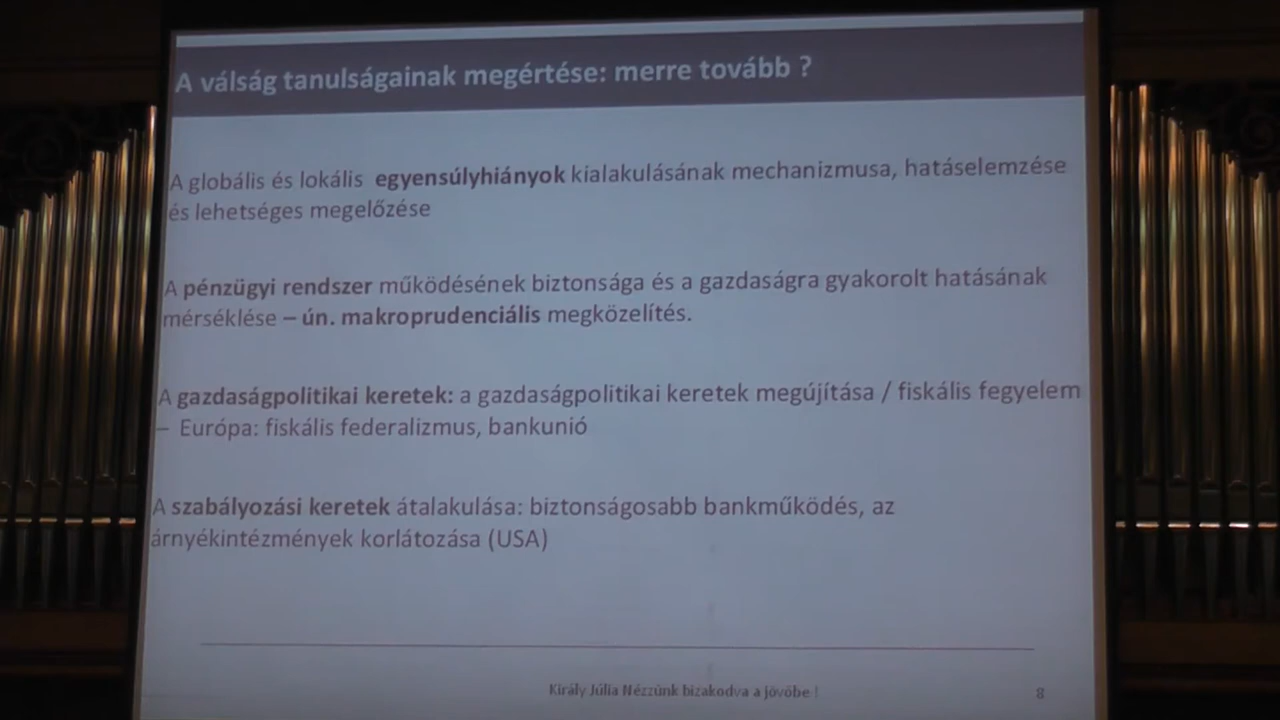 A válság tanulságainak megértése: merre tovább ?
A globális és lokális egyensúlyhiányok kialakulásának mechanizmusa, hatáselemzése
és lehetséges megelőzése
A pénzügyi rendszer működésének biztonsága és a gazdaságra gyakorolt hatásának
mérséklése – ún. makroprudenciális megközelítés.
A gazdaságpolitikai keretek: a gazdaságpolitikai keretek megújítása / fiskális fegyelem
– Európa: fiskális federalizmus, bankunió
A szabályozási keretek átalakulása: biztonságosabb bankműködés, az
árnyékintézmények korlátozása (USA)
Király Júlia Nézzünk bizakodva a jövőbe !
8